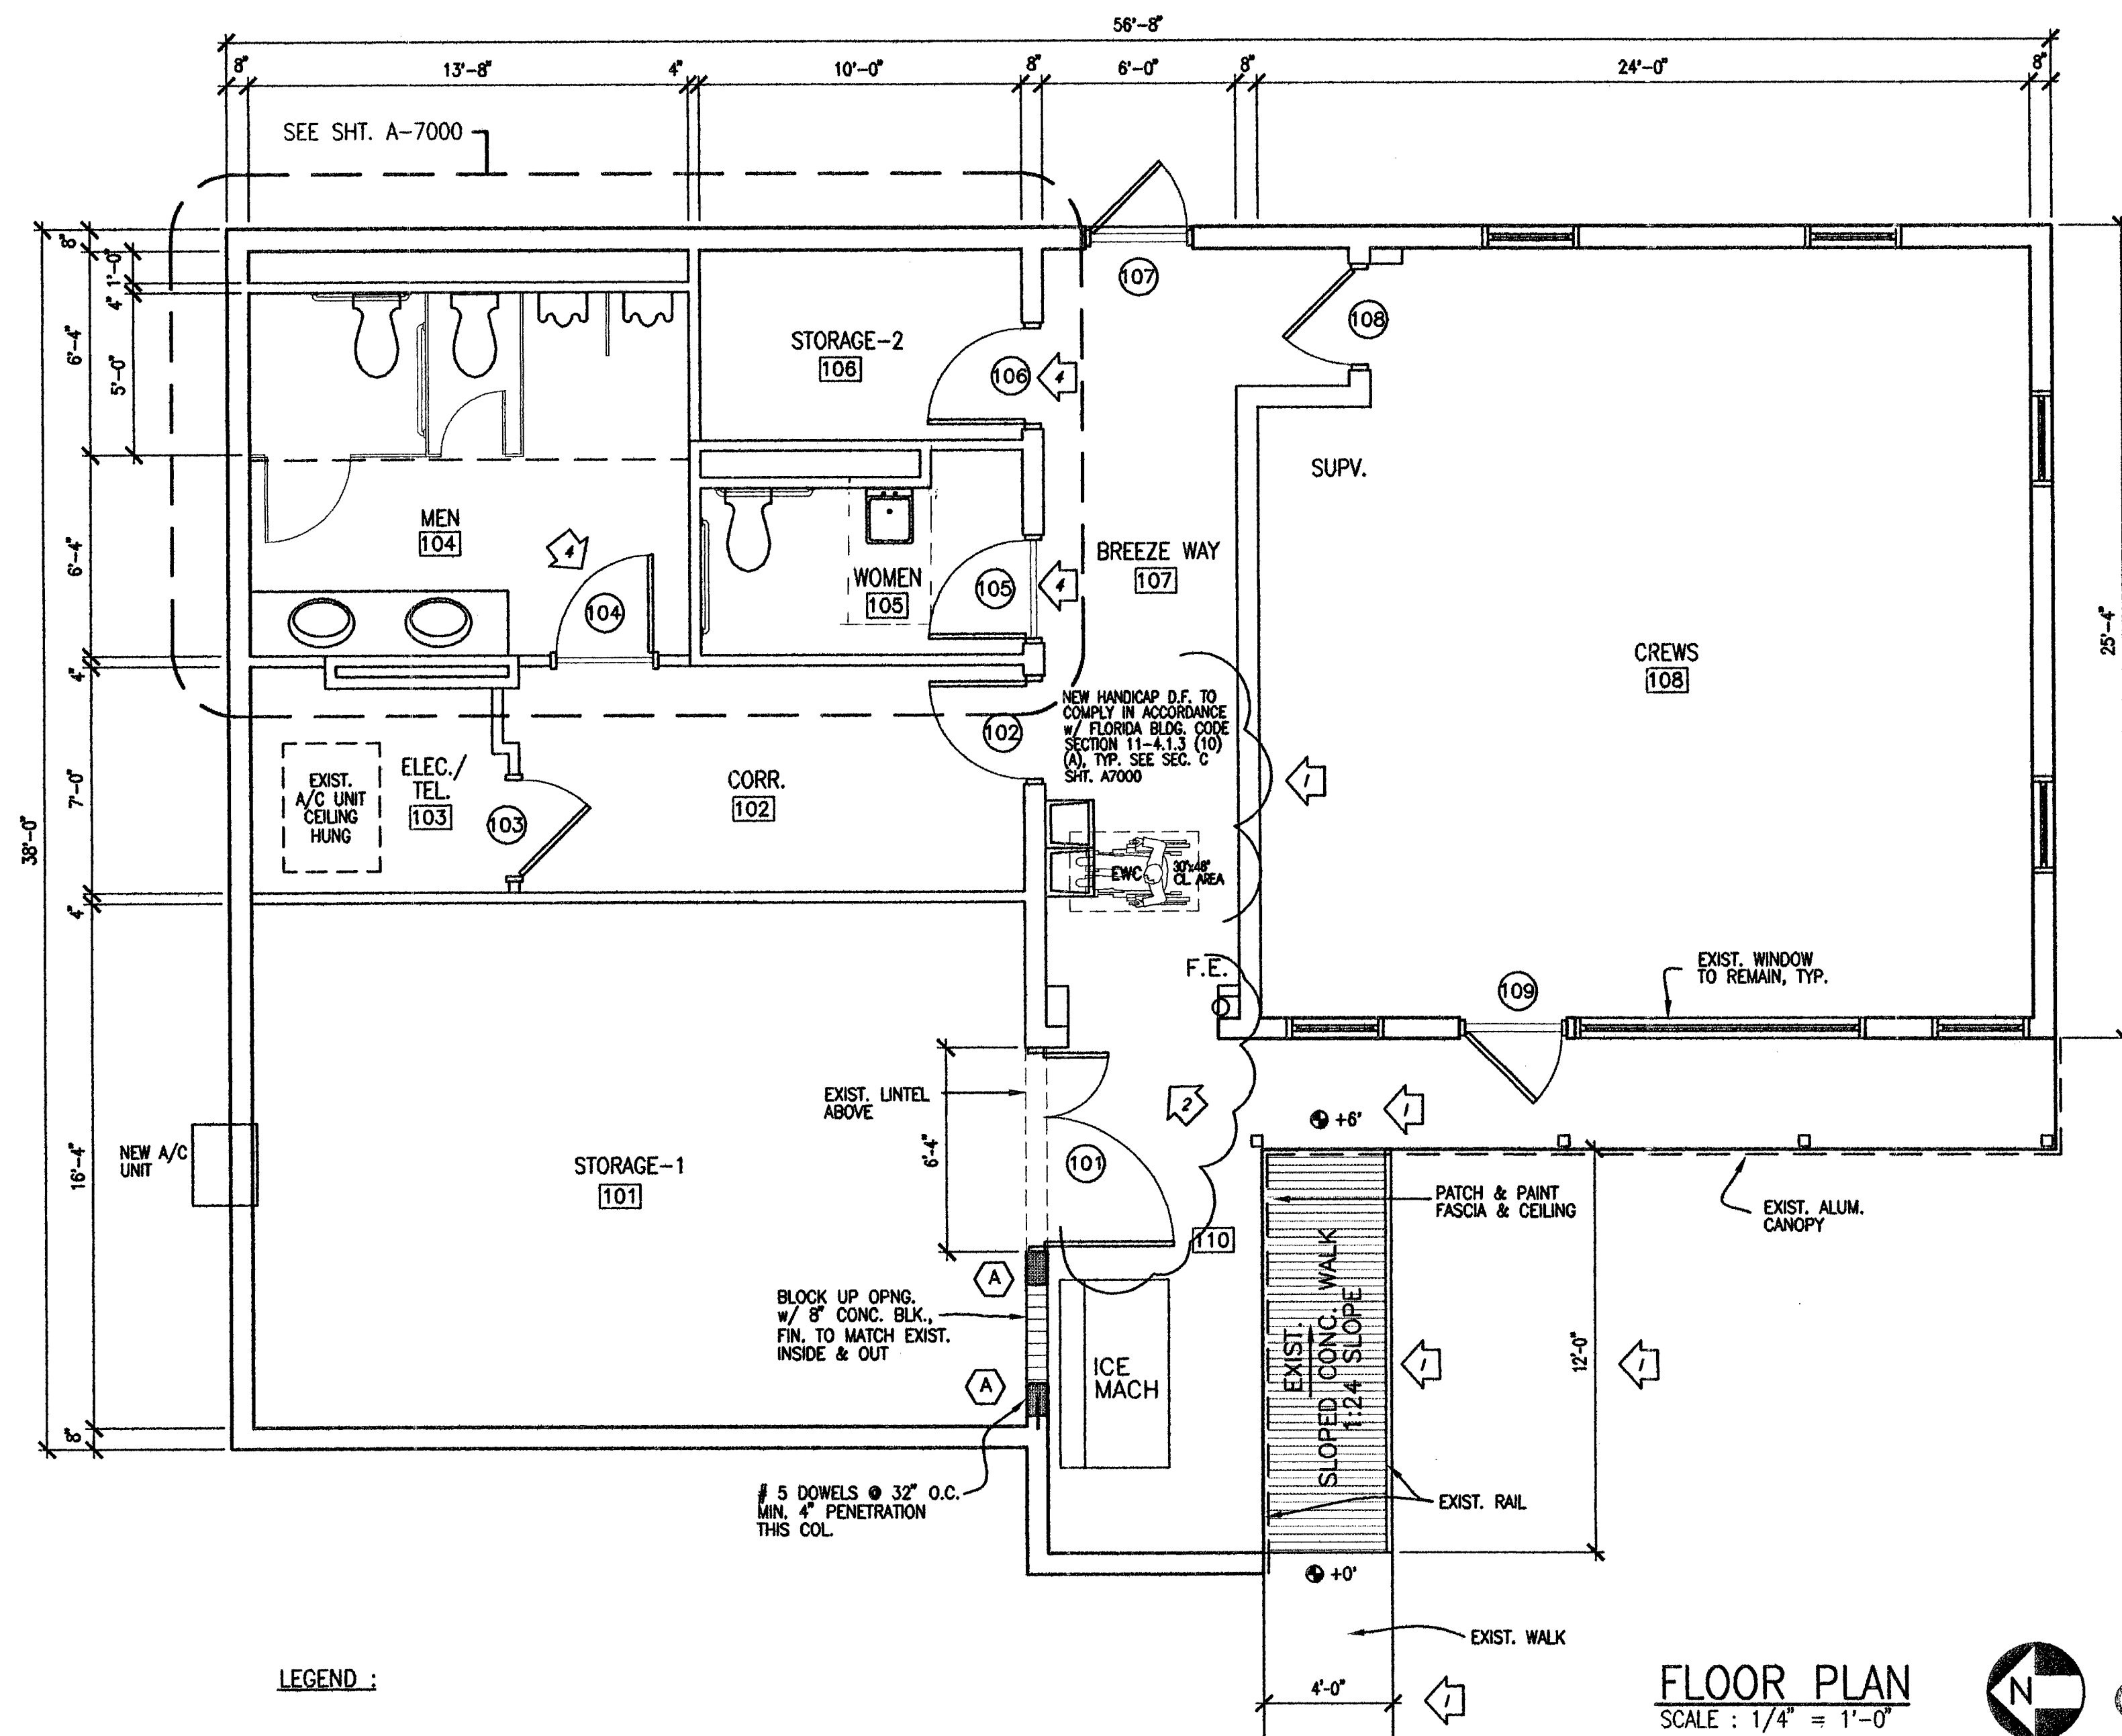 56'-8"
8" 13'-8" 4" 10'-0" 8" 6'-0" 8" 24'-0" 8"
SEE SHT. A-7000
38'-0"
8"
6'-4"
6'-4"
4"
7'-0"
4"
16'-4"
8"
1'-0"
4"
5'-0"
25'-4"
107
108
STORAGE-2
106
106
4
SUPV.
MEN
104
4
104
WOMEN
105
105
4
BREEZE WAY
107
CREWS
108
NEW HANDICAP D.F. TO
COMPLY IN ACCORDANCE
w/ FLORIDA BLDG. CODE
SECTION 11-4.1.3 (10)
(A), TYP. SEE SEC. C
SHT. A7000
102
1
EXIST.
A/C UNIT
CEILING
HUNG
ELEC./
TEL.
103
103
CORR.
102
EWC
30"x48"
CL. AREA
F.E.
109
EXIST. WINDOW
TO REMAIN, TYP.
EXIST. LINTEL
ABOVE
6'-4"
2
+6'
1
101
NEW A/C
UNIT
STORAGE-1
101
PATCH & PAINT
FASCIA & CEILING
EXIST. ALUM.
CANOPY
110
A
BLOCK UP OPNG.
w/ 8" CONC. BLK.,
FIN. TO MATCH EXIST.
INSIDE & OUT
A
ICE
MACH
EXIST.
SLOPED CONC. WALK
1:24 SLOPE
1
12'-0"
1
# 5 DOWELS @ 32" O.C.
MIN. 4" PENETRATION
THIS COL.
EXIST. RAIL
+0'
EXIST. WALK
4'-0"
1
LEGEND :
FLOOR PLAN
SCALE : 1/4" = 1'-0"
N